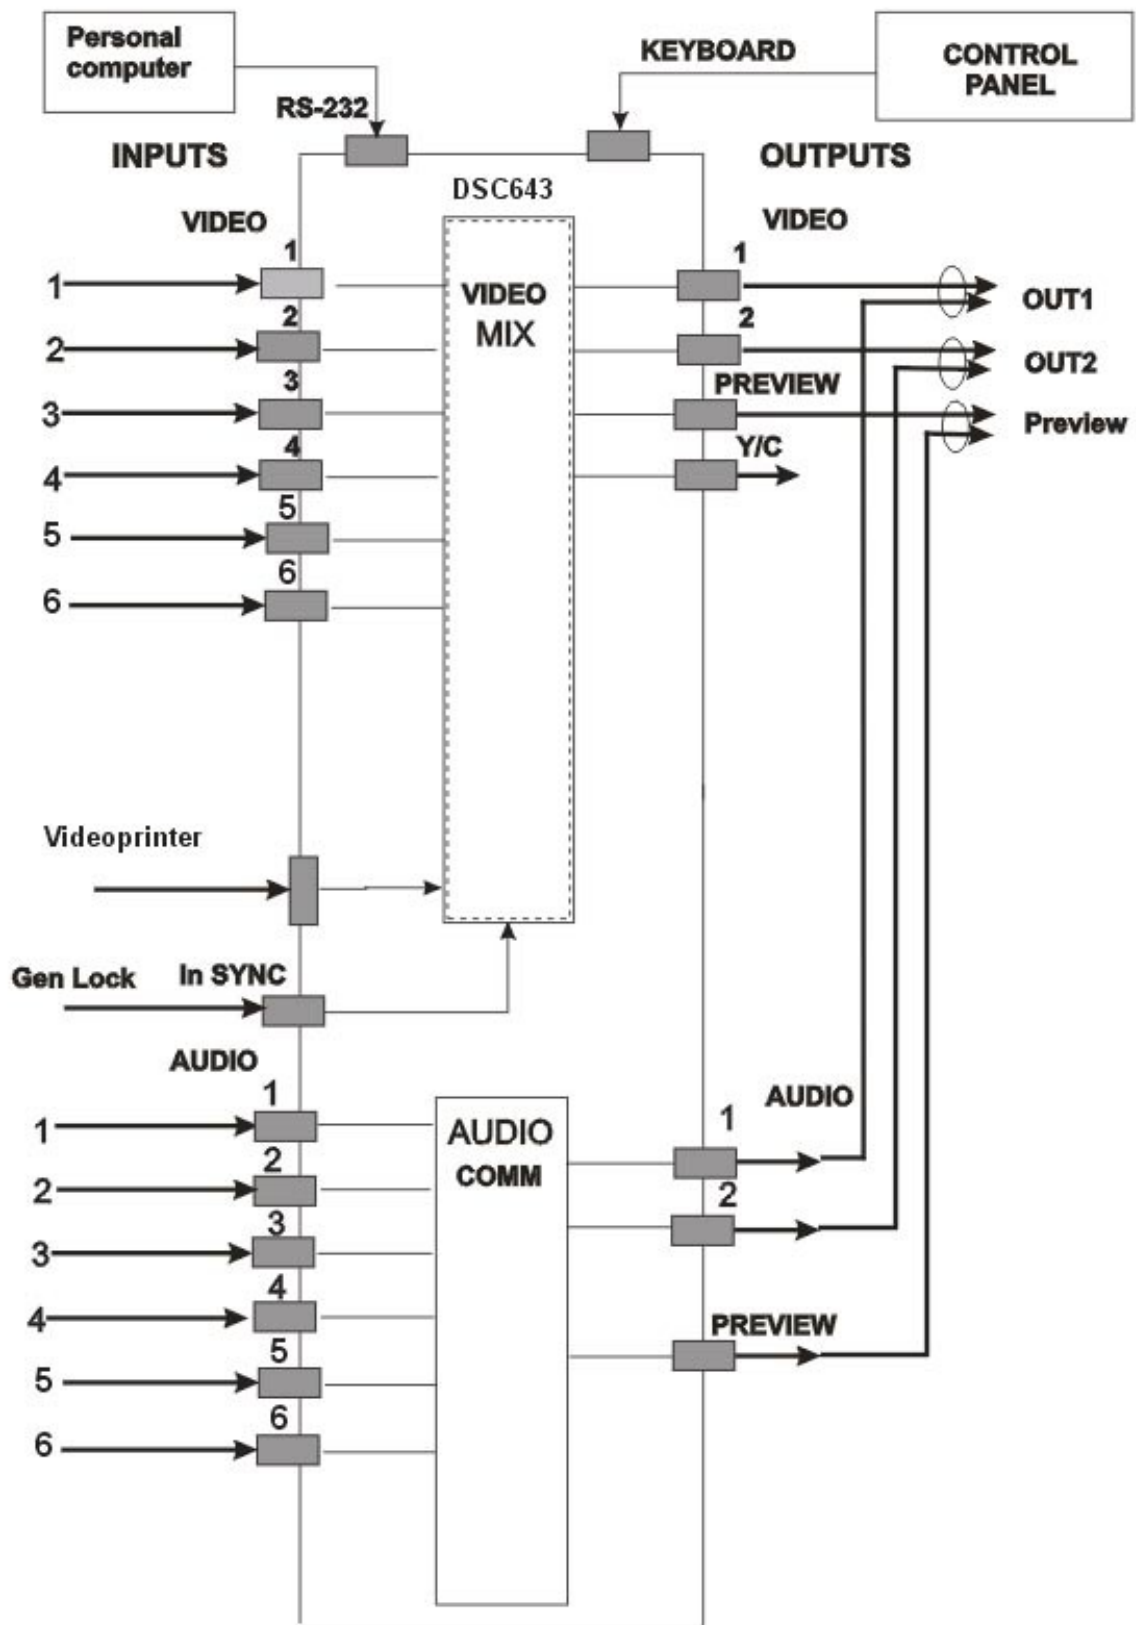 Personal
computer
KEYBOARD
CONTROL
PANEL
RS-232
INPUTS
OUTPUTS
DSC643
VIDEO
VIDEO
1
1
1
VIDEO
MIX
OUT1
2
2
2
OUT2
3
3
PREVIEW
Preview
4
4
Y/C
5
5
6
6
Videoprinter
Gen Lock
In SYNC
AUDIO
AUDIO
1
1
1
AUDIO
COMM
2
2
2
3
3
4
4
PREVIEW
5
5
6
6